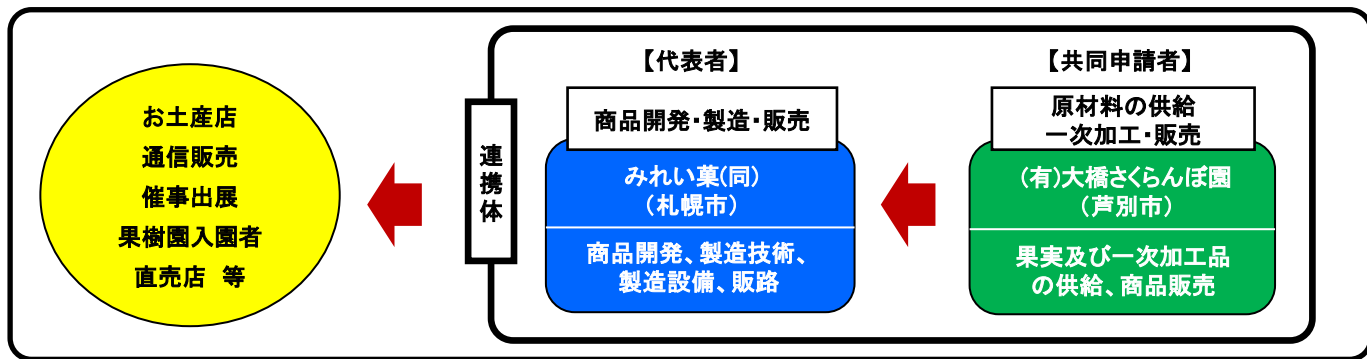 お土産店
通信販売
催事出展
果樹園入園者
直売店 等
連携体
【代表者】
商品開発・製造・販売
みれい菓(同)
(札幌市)
商品開発、製造技術、
製造設備、販路
【共同申請者】
原材料の供給
一次加工・販売
(有)大橋さくらんぼ園
(芦別市)
果実及び一次加工品
の供給、商品販売